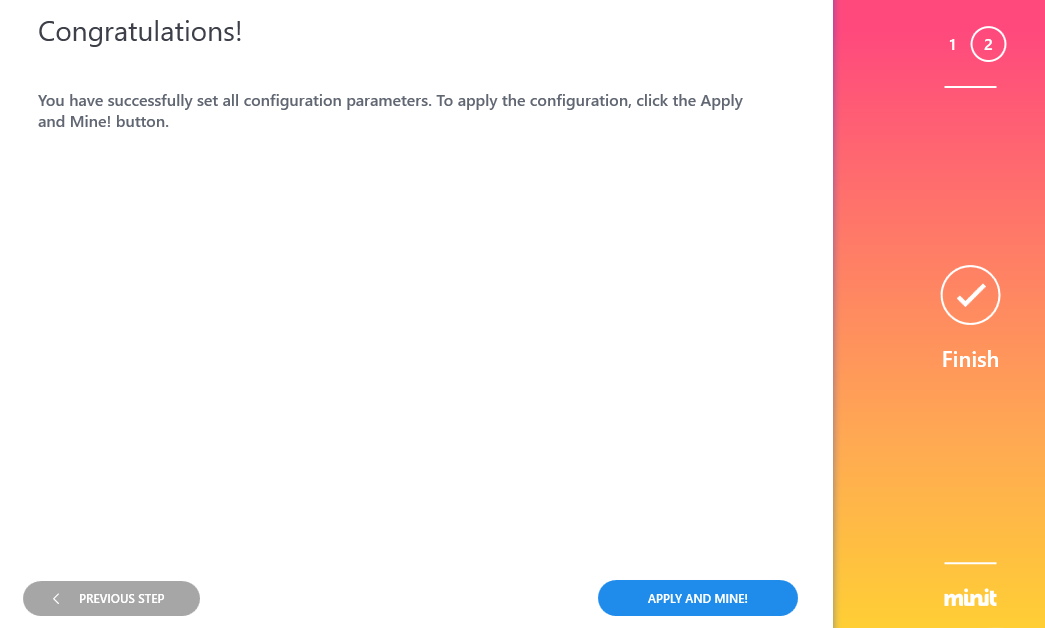 Congratulations!
1 2
You have successfully set all configuration parameters. To apply the configuration, click the Apply
and Mine! button.
Finish
PREVIOUS STEP
APPLY AND MINE!
minit